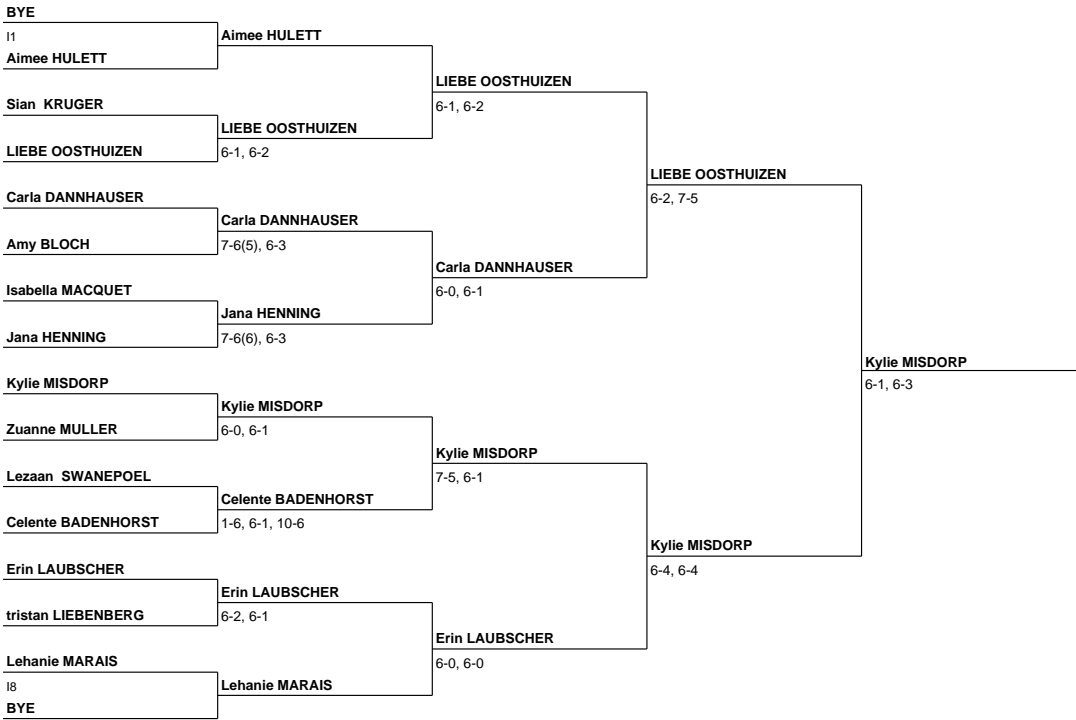 BYE
I1
Aimee HULETT
Sian  KRUGER
LIEBE OOSTHUIZEN
Carla DANNHAUSER
Amy BLOCH
Isabella MACQUET
Jana HENNING
Kylie MISDORP
Zuanne MULLER
Lezaan  SWANEPOEL
Celente BADENHORST
Erin LAUBSCHER
tristan LIEBENBERG
Lehanie MARAIS
I8
BYE
Aimee HULETT
LIEBE OOSTHUIZEN
6-1, 6-2
Carla DANNHAUSER
7-6(5), 6-3
Jana HENNING
7-6(6), 6-3
Kylie MISDORP
6-0, 6-1
Celente BADENHORST
1-6, 6-1, 10-6
Erin LAUBSCHER
6-2, 6-1
Lehanie MARAIS
LIEBE OOSTHUIZEN
6-1, 6-2
Carla DANNHAUSER
6-0, 6-1
Kylie MISDORP
7-5, 6-1
Erin LAUBSCHER
6-0, 6-0
LIEBE OOSTHUIZEN
6-2, 7-5
Kylie MISDORP
6-4, 6-4
Kylie MISDORP
6-1, 6-3